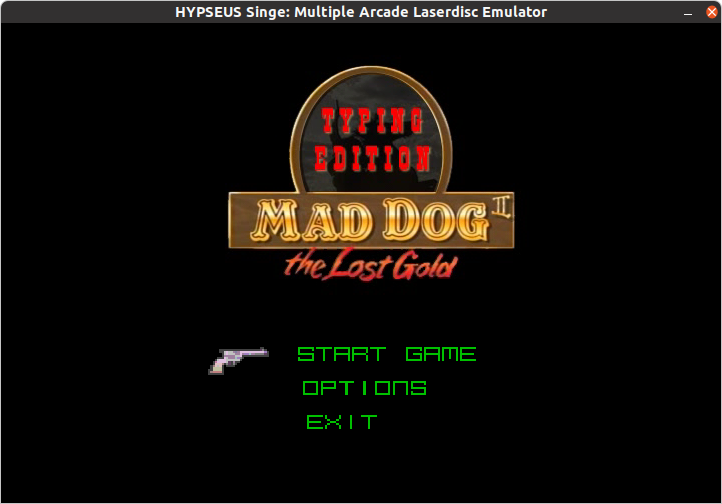 HYPSEUS Singe: Multiple Arcade Laserdisc Emulator
TYPING
EDITION
MAD DOG II
the Lost Gold
START GAME
OPTIONS
EXIT